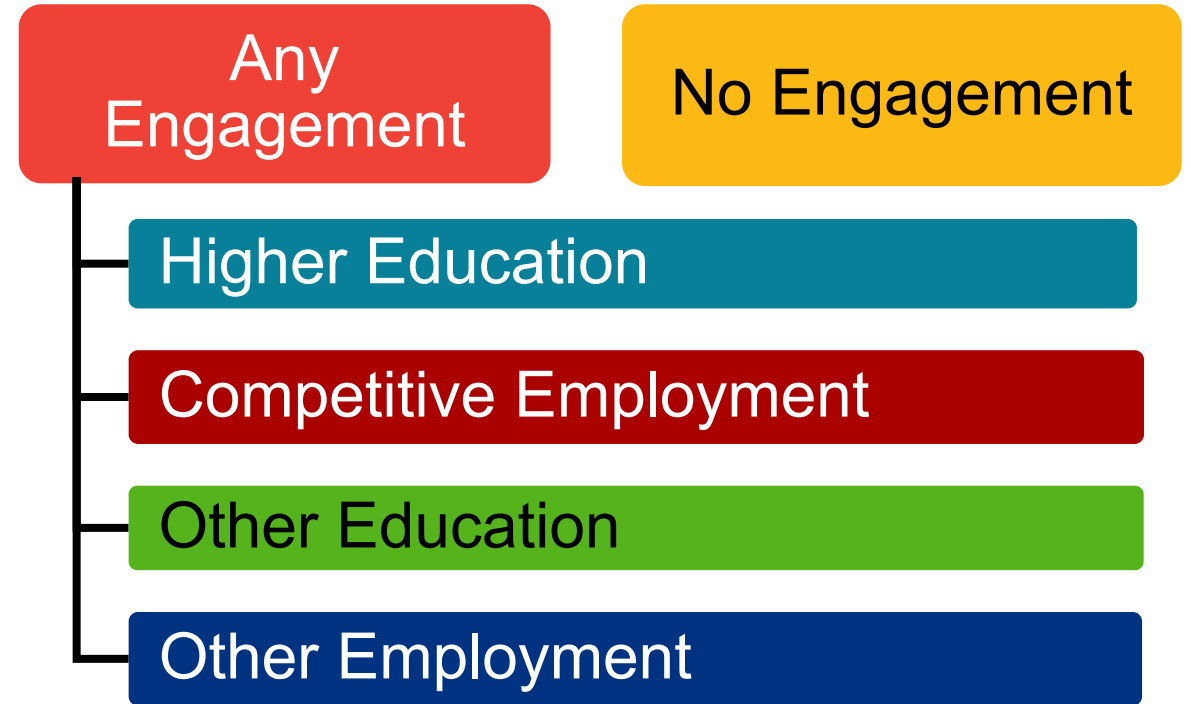 Any
Engagement
No Engagement
Higher Education
Competitive Employment
Other Education
Other Employment